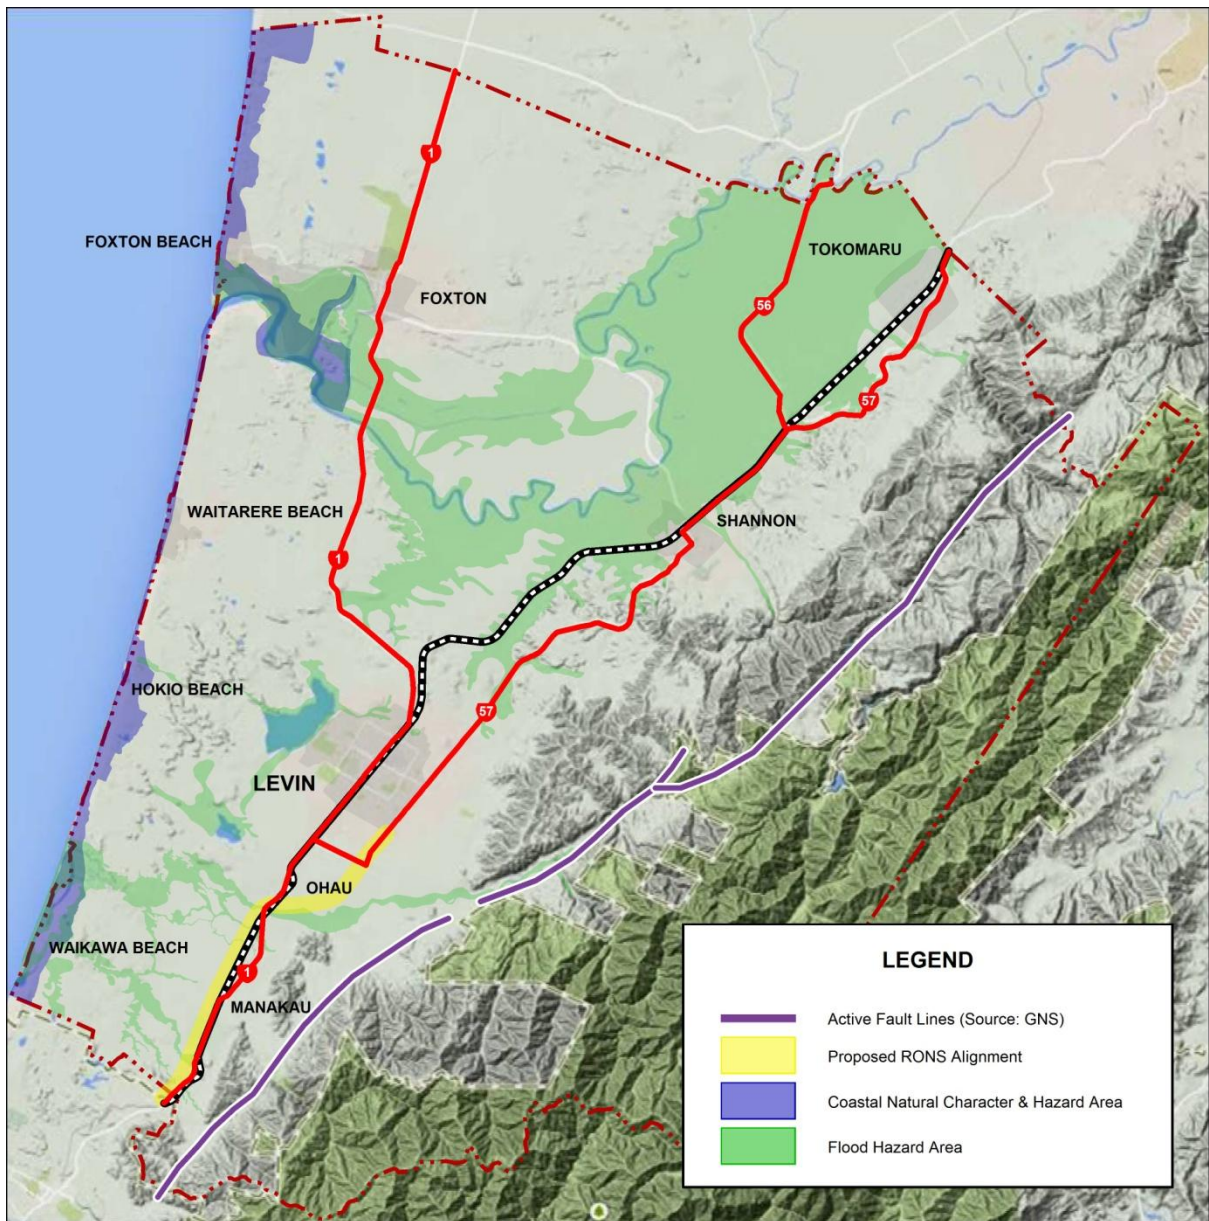 1
FOXTON BEACH
TOKOMARU
FOXTON
56
57
WAITARERE BEACH
SHANNON
1
HOKIO BEACH
57
LEVIN
OHAU
WAIKAWA BEACH
1
MANAKAU
LEGEND
Active Fault Lines (Source: GNS)
Proposed RONS Alignment
Coastal Natural Character & Hazard Area
Flood Hazard Area